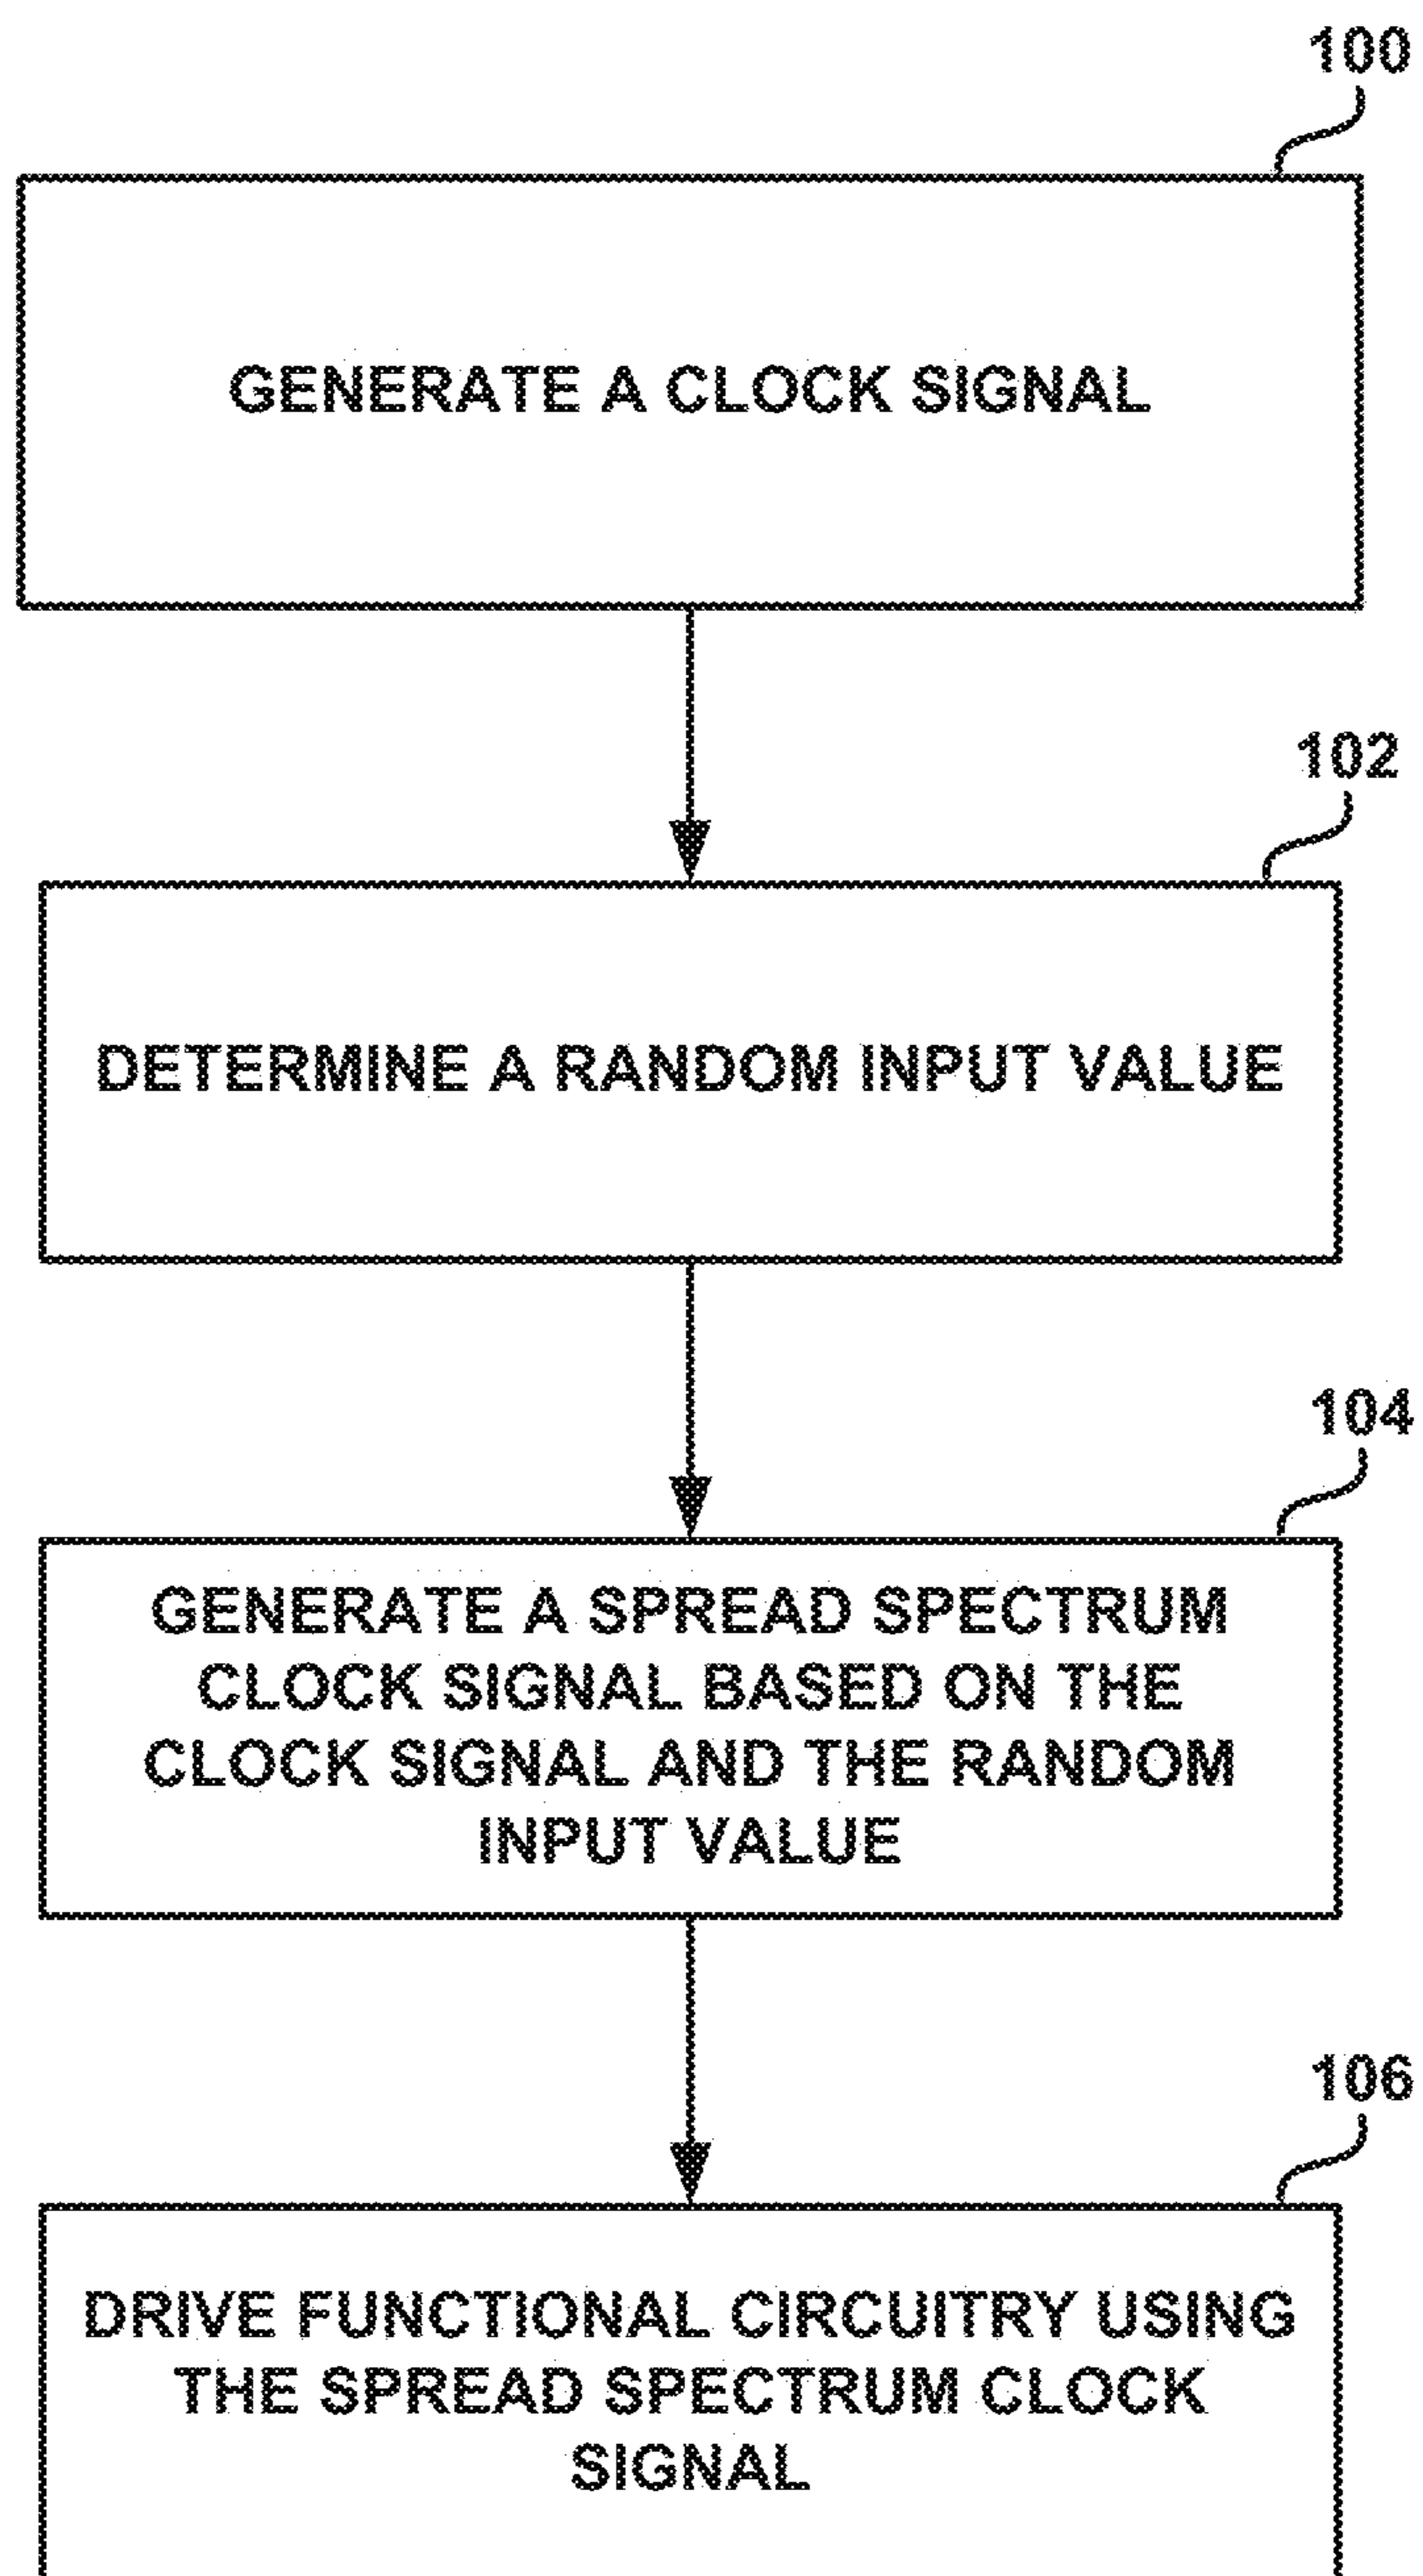 100
GENERATE A CLOCK SIGNAL
102
DETERMINE A RANDOM INPUT VALUE
104
GENERATE A SPREAD SPECTRUM
CLOCK SIGNAL BASED ON THE
CLOCK SIGNAL AND THE RANDOM
INPUT VALUE
106
DRIVE FUNCTIONAL CIRCUITRY USING
THE SPREAD SPECTRUM CLOCK
SIGNAL